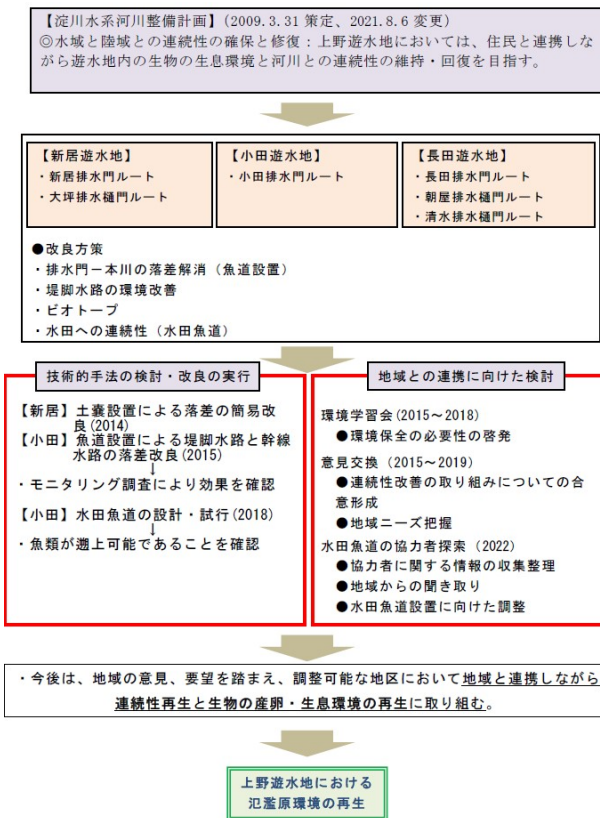 【淀川水系河川整備計画】(2009.3.31 策定、2021.8.6 変更)
◎水域と陸域との連続性の確保と修復：上野遊水地においては、住民と連携しな
がら遊水地内の生物の生息環境と河川との連続性の維持・回復を目指す。
【新居遊水地】
・新居排水門ルート
・大坪排水樋門ルート
【小田遊水地】
・小田排水門ルート
【長田遊水地】
・長田排水門ルート
・朝屋排水樋門ルート
・清水排水樋門ルート
●改良方策
・排水門－本川の落差解消（魚道設置）
・堤脚水路の環境改善
・ビオトープ
・水田への連続性（水田魚道）
技術的手法の検討・改良の実行
【新居】土嚢設置による落差の簡易改
良(2014)
【小田】魚道設置による堤脚水路と幹線
水路の落差改良(2015)
↓
・モニタリング調査により効果を確認
【小田】水田魚道の設計・試行(2018)
↓
・魚類が遡上可能であることを確認
地域との連携に向けた検討
環境学習会(2015～2018)
●環境保全の必要性の啓発
意見交換(2015～2019)
●連続性改善の取り組みについての合
意形成
●地域ニーズ把握
水田魚道の協力者探索(2022)
●協力者に関する情報の収集整理
●地域からの聞き取り
●水田魚道設置に向けた調整
・今後は、地域の意見、要望を踏まえ、調整可能な地区において地域と連携しながら
連続性再生と生物の産卵・生息環境の再生に取り組む。
上野遊水地における
氾濫原環境の再生